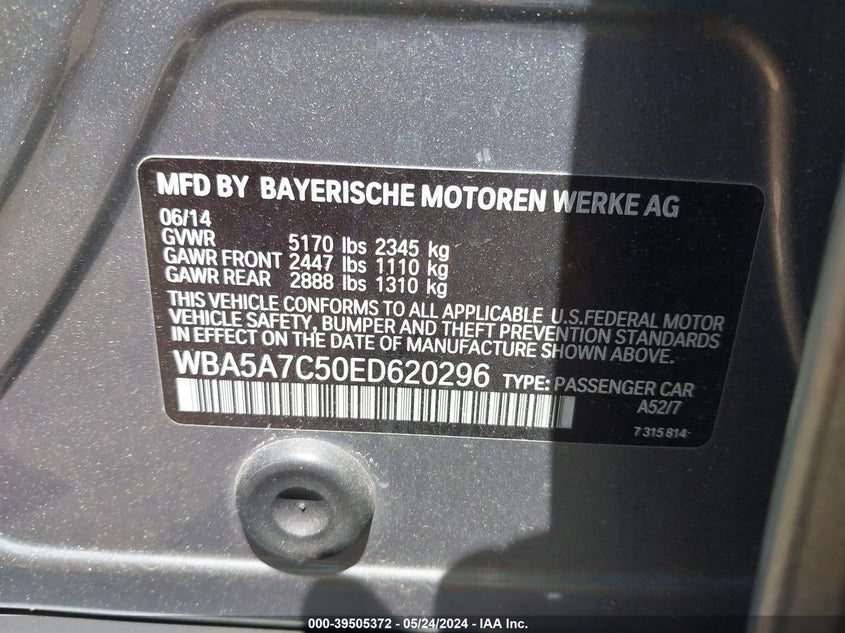 MFD BY BAYERISCHE MOTOREN WERKE AG
06/14
GVWR 5170 lbs 2345 kg
GAWR FRONT 2447 lbs 1110 kg
GAWR REAR 2888 lbs 1310 kg
THIS VEHICLE CONFORMS TO ALL APPLICABLE U.S.FEDERAL MOTOR
VEHICLE SAFETY, BUMPER AND THEFT PREVENTION STANDARDS
IN EFFECT ON THE DATE OF MANUFACTURE SHOWN ABOVE.
WBA5A7C50ED620296 TYPE: PASSENGER CAR
A52/7
7 315 814
000-39505372 - 05/24/2024 - IAA Inc.